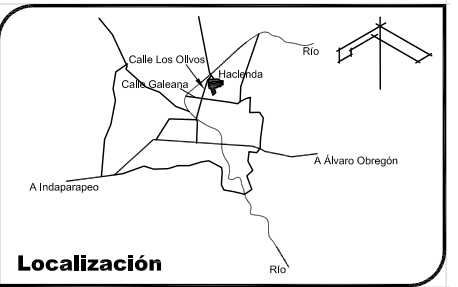 Río
Calle Los Olivos
Hacienda
Calle Galeana
A Álvaro Obregón
A Indaparapeo
Localización
Río